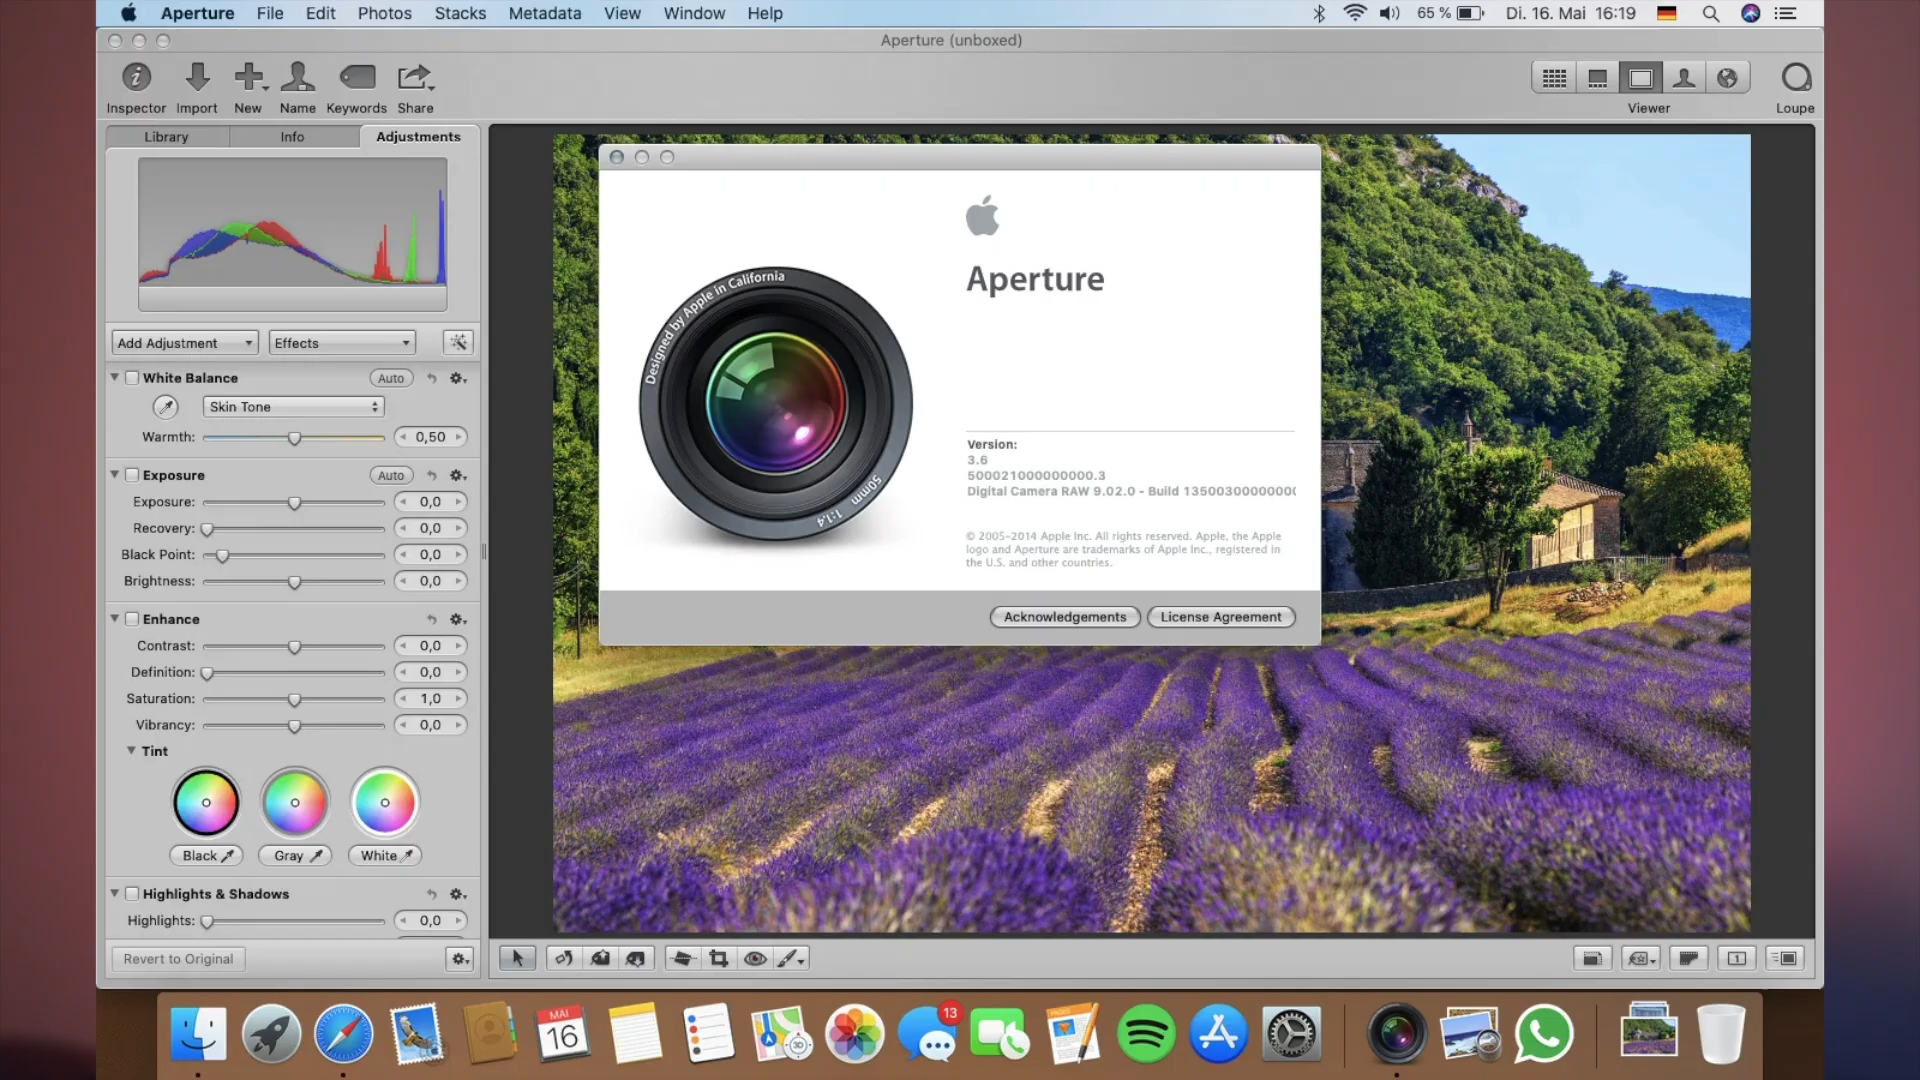 Aperture File Edit Photos Stacks Metadata View Window Help 65 % Di. 16. Mai 16:19
Aperture (unboxed)
Inspector Import New Name Keywords Share Viewer Loupe
Library Info Adjustments
Add Adjustment Effects
White Balance Auto
Skin Tone
Warmth: 0,50
Exposure Auto
Exposure: 0,0
Recovery: 0,0
Black Point: 0,0
Brightness: 0,0
Enhance
Contrast: 0,0
Definition: 0,0
Saturation: 1,0
Vibrancy: 0,0
Tint
Black Gray White
Highlights & Shadows
Highlights: 0,0
Revert to Original
Designed by Apple in California
50mm 1:1.4
Aperture
Version:
3.6
500021000000000.3
Digital Camera RAW 9.02.0 - Build 13500300000000
© 2005-2014 Apple Inc. All rights reserved. Apple, the Apple
logo and Aperture are trademarks of Apple Inc., registered in
the U.S. and other countries.
Acknowledgements License Agreement
1
MAI
16
3D
13
PAGES